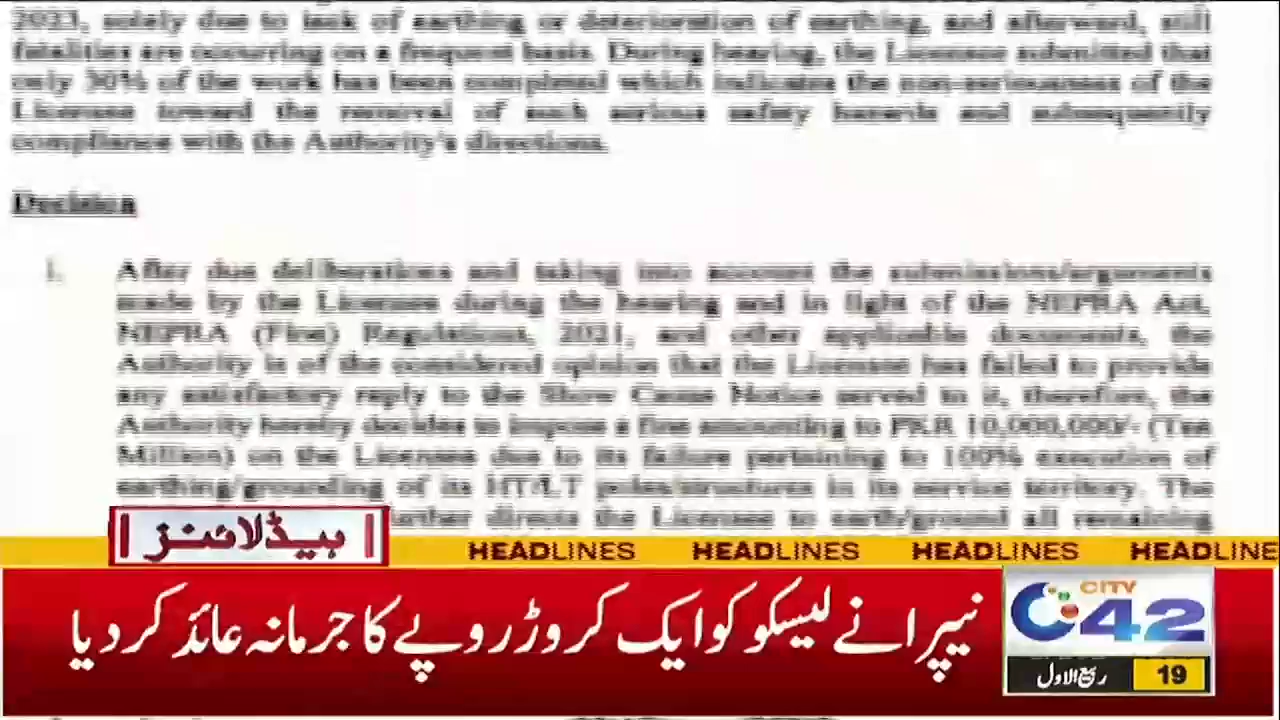 2023, solely due to lack of earthing or deterioration of earthing, and afterward, still
fatalities are occurring on a frequent basis. During hearing, the Licensee submitted that
only 30% of the work has been completed which indicates the non-seriousness of the
Licensee toward the removal of such serious safety hazards and subsequently
compliance with the Authority's directions.
Decision
i. After due deliberations and taking into account the submissions/arguments
made by the Licensee during the hearing and in light of the NEPRA Act,
NEPRA (Fine) Regulations, 2021, and other applicable documents, the
Authority is of the considered opinion that the Licensee has failed to provide
any satisfactory reply to the Show Cause Notice served to it, therefore, the
Authority hereby decides to impose a fine amounting to PKR 10,000,000/- (Ten
Million) on the Licensee due to its failure pertaining to 100% execution of
earthing/grounding of its HT/LT poles/structures in its service territory. The
directs the Licensee to earth/ground all remaining
ہیڈلائنز
HEADLINES HEADLINES HEADLINES HEADLINE
نیپرا نے لیسکو کو ایک کروڑ روپے کا جرمانہ عائد کر دیا
CITY
42
19 ربیع الاول